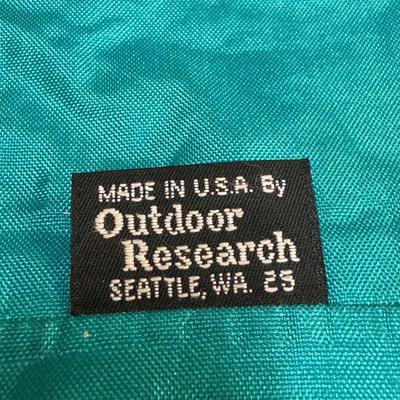 MADE IN U.S.A. By
Outdoor
Research
SEATTLE, WA. 25